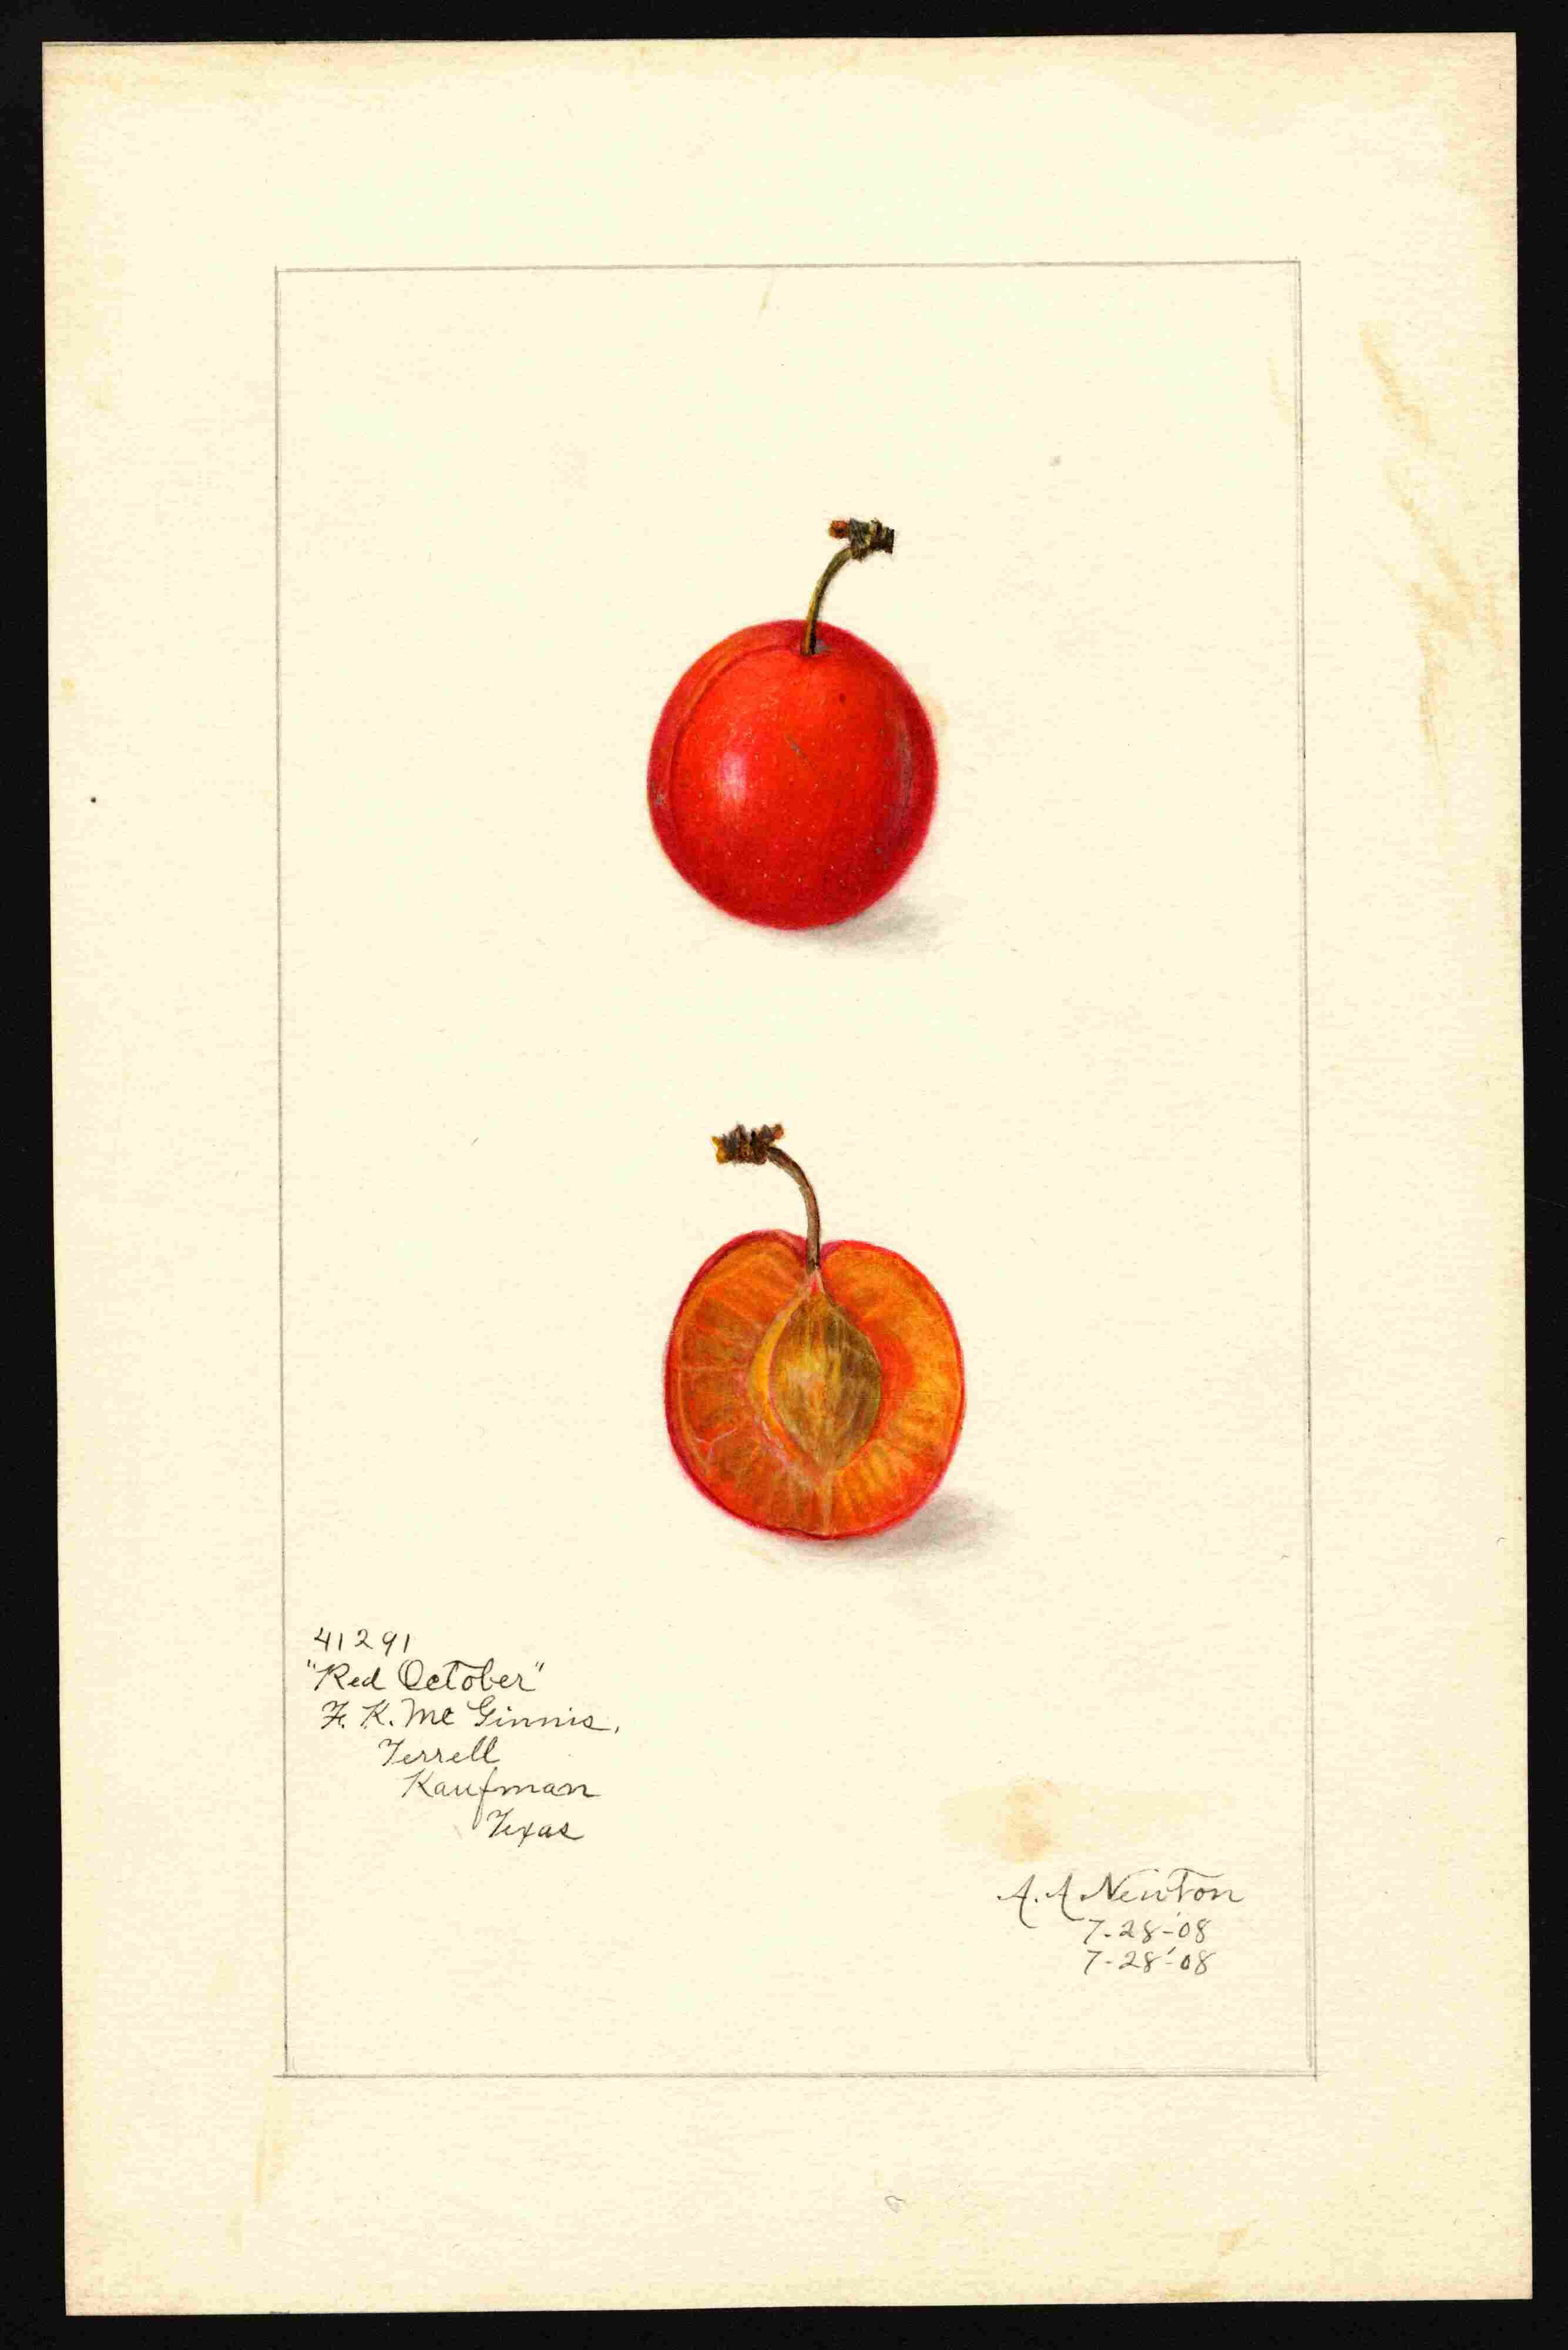 41291
"Red October"
F. K. McGinnis,
Terrell
Kaufman
Texas
A. A. Newton
7-28-'08
7-28-'08